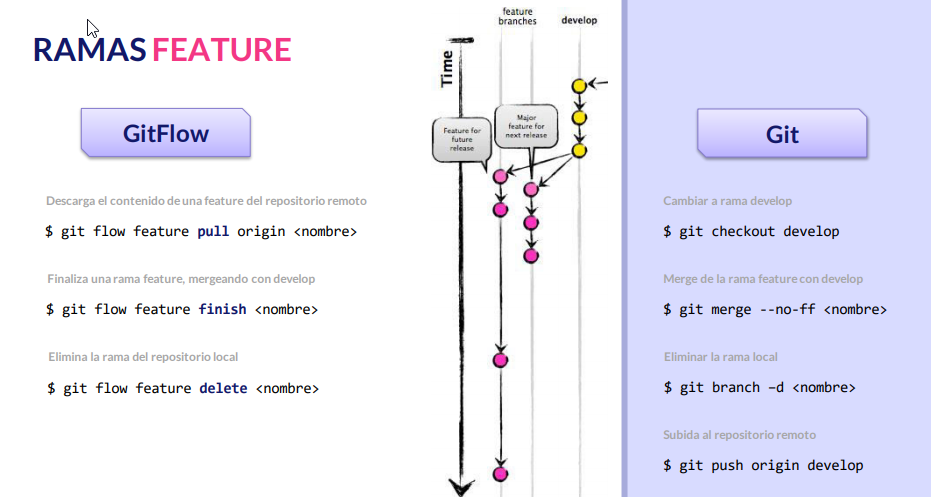 RAMAS FEATURE
GitFlow
Descarga el contenido de una feature del repositorio remoto
$ git flow feature pull origin <nombre>
Finaliza una rama feature, mergeando con develop
$ git flow feature finish <nombre>
Elimina la rama del repositorio local
$ git flow feature delete <nombre>
feature
branches
develop
Time
Feature for
future
release
Major
feature for
next release
Git
Cambiar a rama develop
$ git checkout develop
Merge de la rama feature con develop
$ git merge --no-ff <nombre>
Eliminar la rama local
$ git branch –d <nombre>
Subida al repositorio remoto
$ git push origin develop